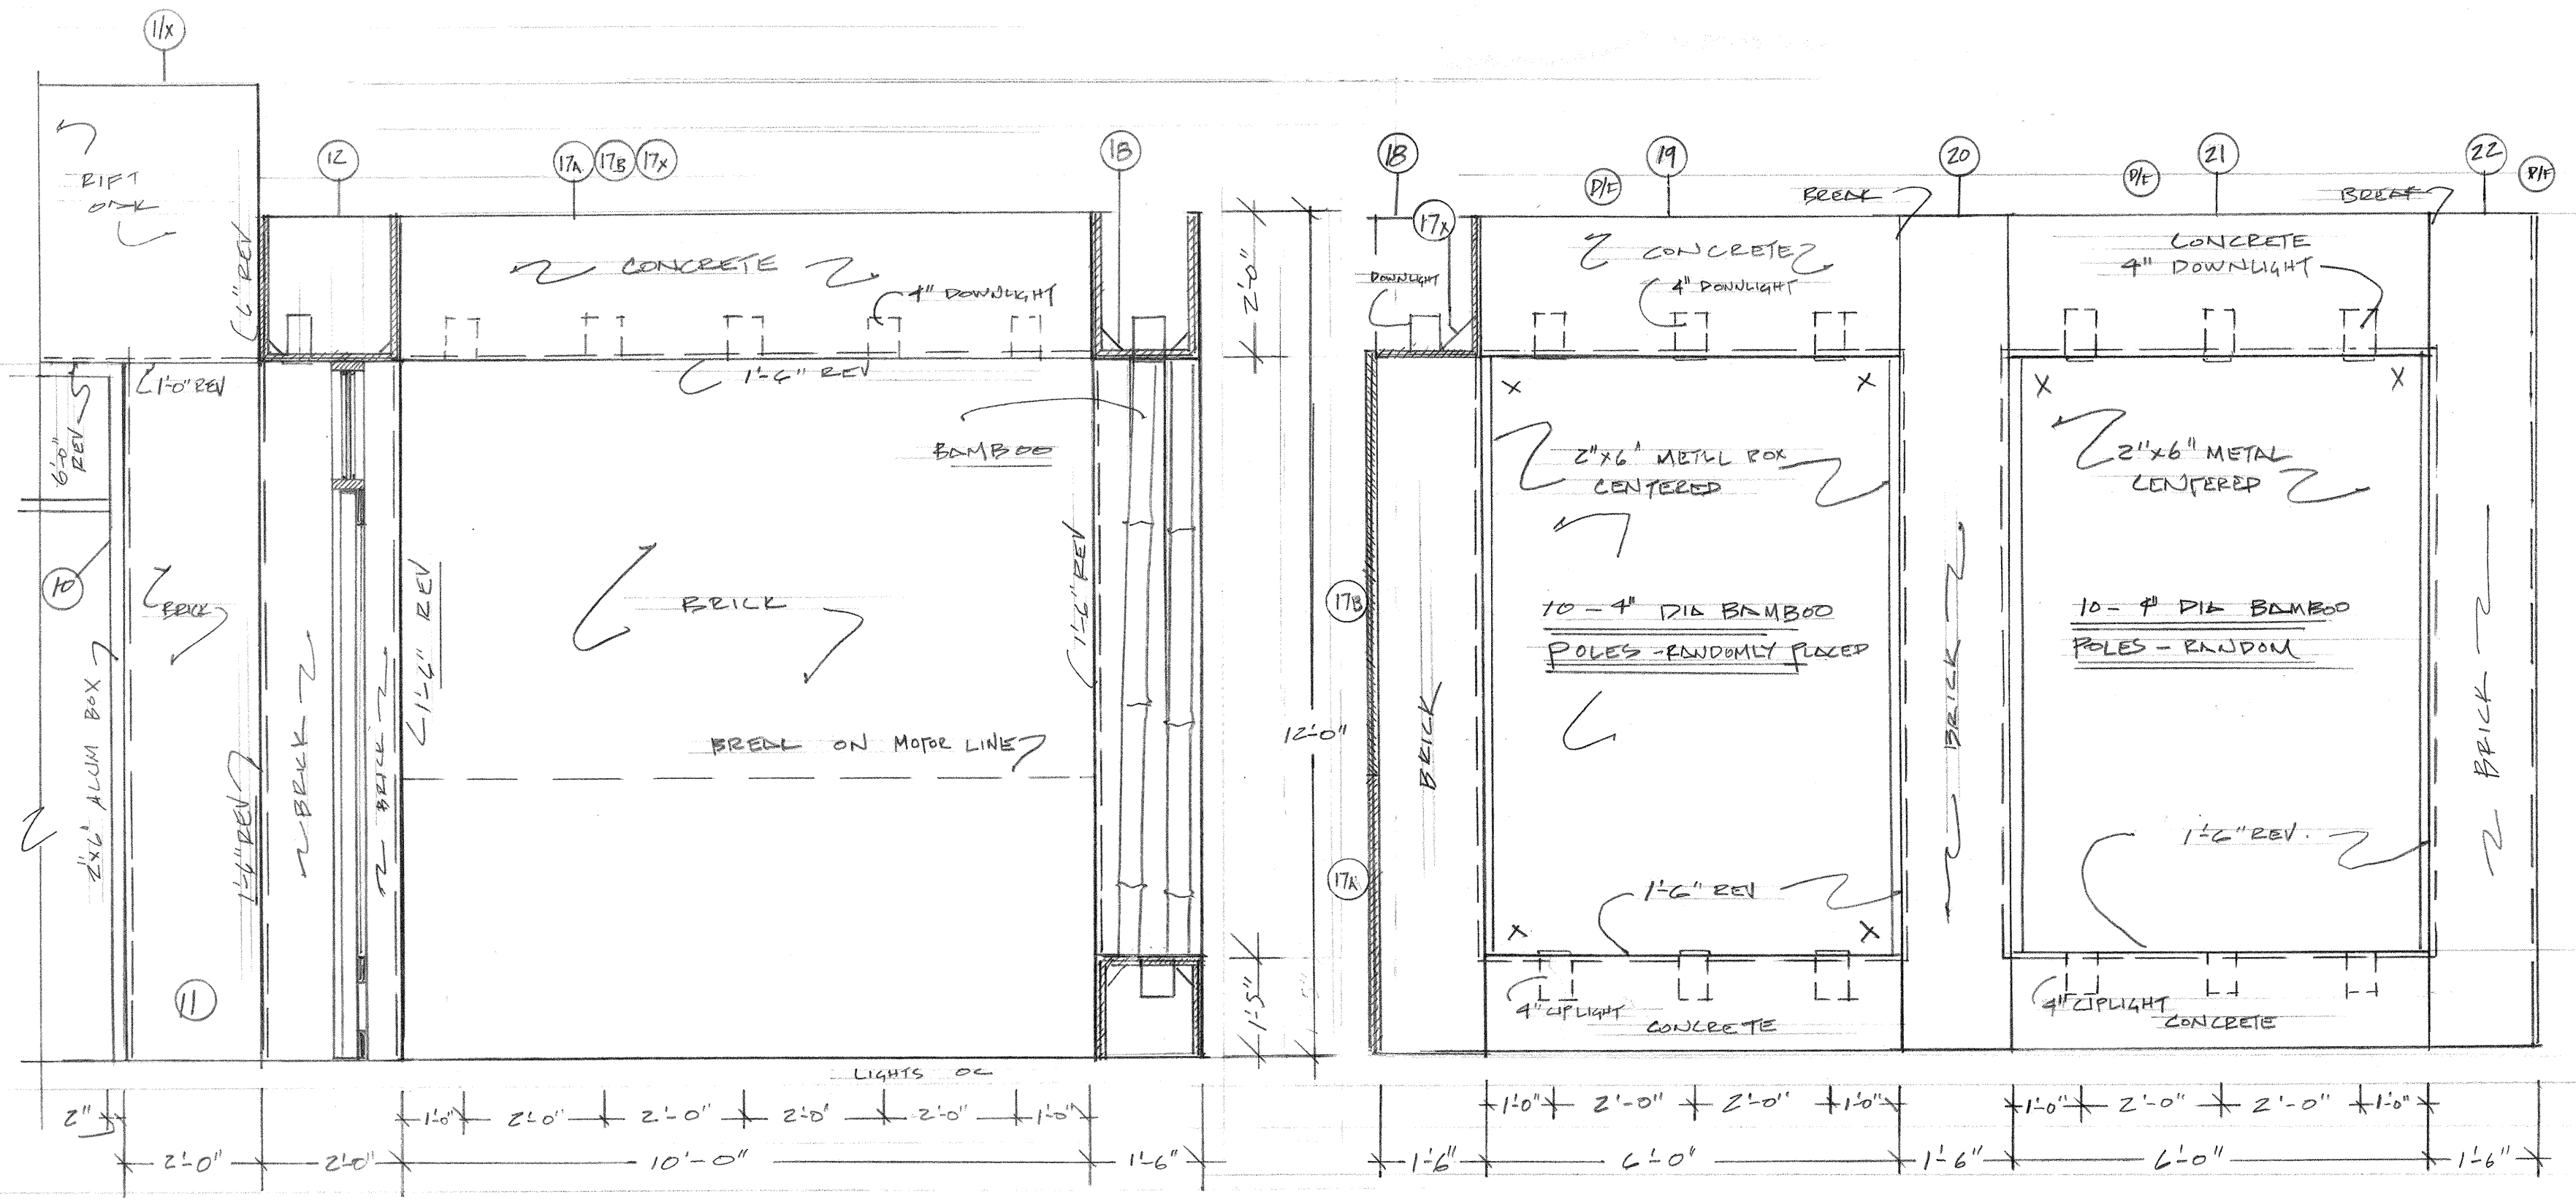 11/X
RIFT
OAK
6" REV
12
17A 17B 17X
18
CONCRETE
4" DOWNLIGHT
1'-0" REV
1'-6" REV
6'-0"
REV
BAMBOO
10
BRICK
2"X6" ALUM BOX
1'-6" REV
BRICK
BRICK
1'-6" REV
BRICK
1'-6" REV
BREAK ON MOTOR LINE
11
LIGHTS OC
2"
1'-0" 2'-0" 2'-0" 2'-0" 2'-0" 1'-0"
2'-0" 2'-0" 10'-0" 1'-6"
2'-0"
12'-0"
1'-5"
18
17X
DOWNLIGHT
D/F
19
BREAK
20
D/F
21
BREAK
22
D/F
CONCRETE
4" DOWNLIGHT
CONCRETE
4" DOWNLIGHT
X X
X X
2"X6" METLL BOX
CENTERED
2"X6" METAL
CENTERED
17B
10 - 4" DIA BAMBOO
POLES - RANDOMLY PLACED
10 - 4" DIA BAMBOO
POLES - RANDOM
BRICK
BRICK
BRICK
17A
1'-6" REV
1'-6" REV.
X X
4" UPLIGHT
CONCRETE
4" UPLIGHT
CONCRETE
1'-0" 2'-0" 2'-0" 1'-0"
1'-0" 2'-0" 2'-0" 1'-0"
1'-6" 6'-0" 1'-6" 6'-0" 1'-6"